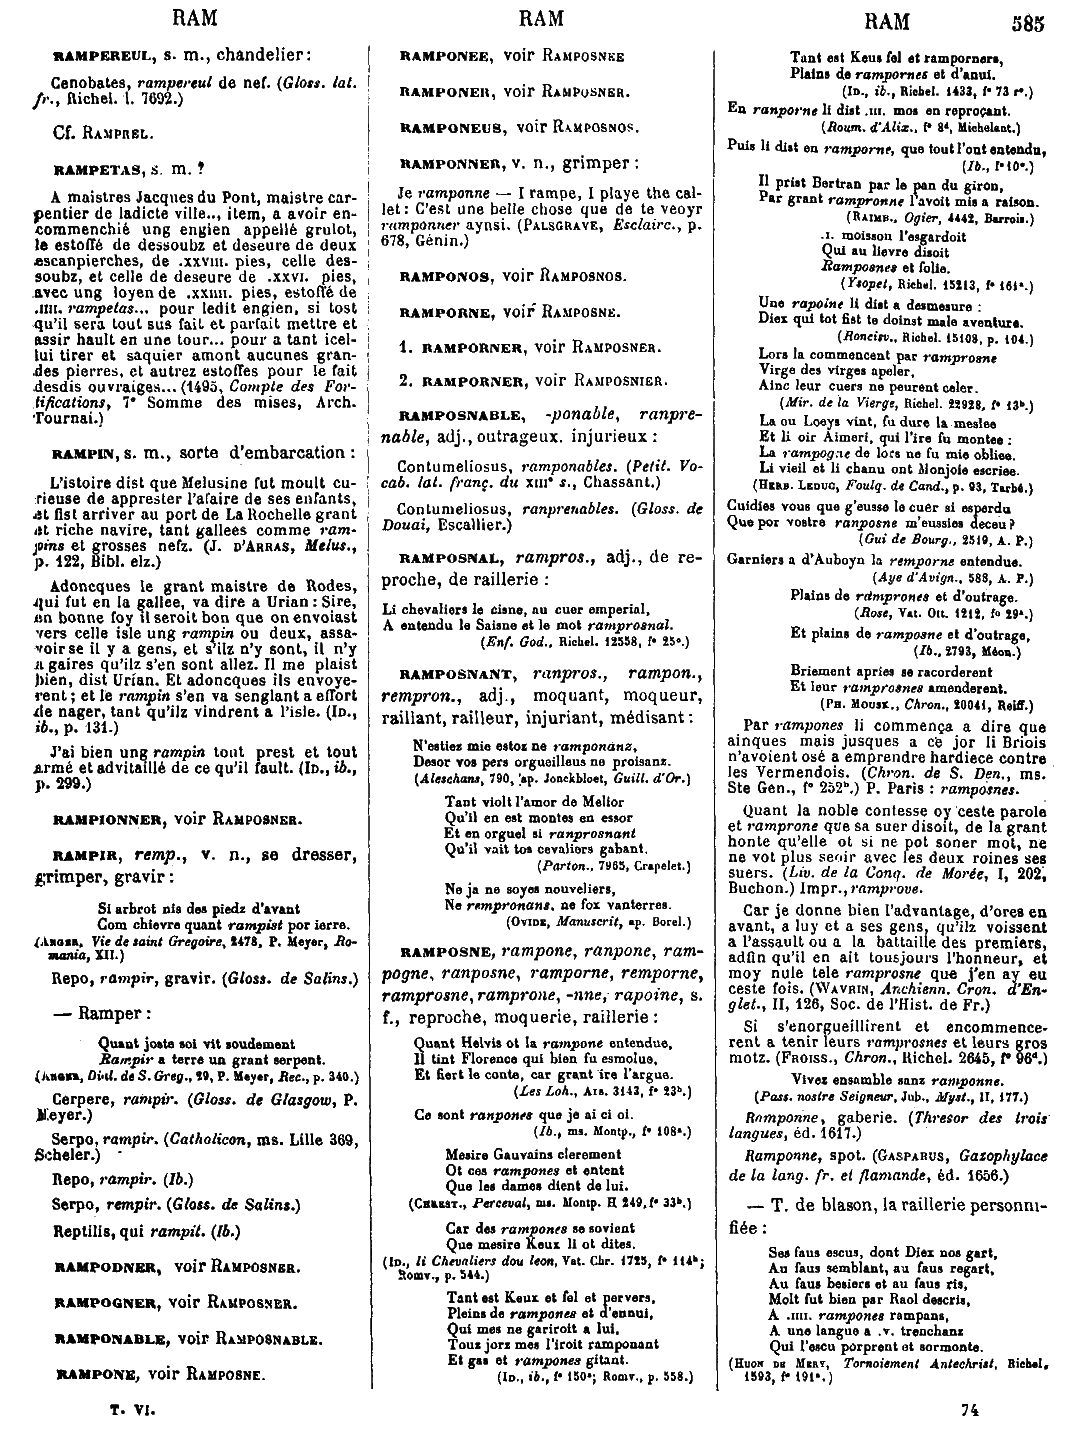 RAM
RAM
RAM 585
RAMPEREUL, s. m., chandelier :
Cenobates, rampereul de nef. (Gloss. lat.
fr., Richel. l. 7692.)
Cf. RAMPREL.
RAMPETAS, s. m. ?
A maistres Jacques du Pont, maistre car-
pentier de ladicte ville.., item, a avoir en-
commenchié ung engien appellé grulot,
le estoffé de dessoubz et deseure de deux
escanpierches, de .XXVIII. pies, celle des-
soubz, et celle de deseure de .XXVI. pies,
avec ung loyen de .XXIIII. pies, estoffé de
.IIII. rampetas... pour ledit engien, si tost
qu'il sera tout sus fait et parfait mettre et
assir hault en une tour... pour a tant icel-
lui tirer et saquier amont aucunes gran-
des pierres, et autrez estoffes pour le fait
desdis ouvraiges... (1495, Compte des For-
tifications, 7e Somme des mises, Arch.
Tournai.)
RAMPIN, s. m., sorte d'embarcation :
L'istoire dist que Melusine fut moult cu-
rieuse de apprester l'afaire de ses enfants,
et fist arriver au port de La Rochelle grant
et riche navire, tant gallees comme ram-
pins et grosses nefz. (J. D'ARRAS, Melus.,
p. 122, Bibl. elz.)
Adoncques le grant maistre de Rodes,
qui fut en la gallee, va dire a Urian : Sire,
en bonne foy il seroit bon que on envoiast
vers celle isle ung rampin ou deux, assa-
voir se il y a gens, et s'ilz n'y sont, il n'y
a gaires qu'ilz s'en sont allez. Il me plaist
bien, dist Urian. Et adoncques ils envoye-
rent ; et le rampin s'en va senglant a effort
de nager, tant qu'ilz vindrent a l'isle. (ID.,
ib., p. 131.)
J'ai bien ung rampin tout prest et tout
armé et advitaillé de ce qu'il fault. (ID., ib.,
p. 299.)
RAMPIONNER, voir RAMPOSNER.
RAMPIR, remp., v. n., se dresser,
grimper, gravir :
Si arbrot nis des piedz d'avant
Com chievre quant rampist por ierre.
(ANGER, Vie de saint Gregoire, 2478, P. Meyer, Ro-
mania, XII.)
Repo, rampir, gravir. (Gloss. de Salins.)
— Ramper :
Quant joste soi vit soudement
Rampir a terre un grant serpent.
(ANGER, Dial. de S. Greg., 29, P. Meyer, Rec., p. 340.)
Cerpere, rampir. (Gloss. de Glasgow, P.
Meyer.)
Serpo, rampir. (Catholicon, ms. Lille 369,
Scheler.)
Repo, rampir. (Ib.)
Serpo, rempir. (Gloss. de Salins.)
Reptilis, qui rampit. (Ib.)
RAMPODNER, voir RAMPOSNER.
RAMPOGNER, voir RAMPOSNER.
RAMPONABLE, voir RAMPOSNABLE.
RAMPONE, voir RAMPOSNE.
T. VI.
RAMPONEE, voir RAMPOSNEE
RAMPONER, voir RAMPOSNER.
RAMPONEUS, voir RAMPOSNOS.
RAMPONNER, v. n., grimper :
Je ramponne — I rampe, I playe the cal-
let : C'est une belle chose que de te veoyr
ramponner aynsi. (PALSGRAVE, Esclairc., p.
678, Génin.)
RAMPONOS, voir RAMPOSNOS.
RAMPORNE, voir RAMPOSNE.
1. RAMPORNER, voir RAMPOSNER.
2. RAMPORNER, voir RAMPOSNIER.
RAMPOSNABLE, -ponable, ranpre-
nable, adj., outrageux. injurieux :
Contumeliosus, ramponables. (Petit. Vo-
cab. lat. franç. du XIIIe s., Chassant.)
Contumeliosus, ranprenables. (Gloss. de
Douai, Escallier.)
RAMPOSNAL, rampros., adj., de re-
proche, de raillerie :
Li chevaliers le cisne, au cuer emperial,
A entendu le Saisne et le mot ramprosnal.
(Enf. God., Richel. 12558, f° 25c.)
RAMPOSNANT, ranpros., rampon.,
rempron., adj., moquant, moqueur,
raillant, railleur, injuriant, médisant :
N'estiez mie estoz ne ramponanz,
Desor vos pers orgueilleus ne proisanz.
(Aleschans, 790, ap. Jonckbloet, Guill. d'Or.)
Tant violt l'amor de Melior
Qu'il en est montes en essor
Et en orguel si ranprosnant
Qu'il vait tos cevaliers gabant.
(Parton., 7965, Crapelet.)
Ne ja ne soyes nouveliers,
Ne rempronans, ne fox vanterres.
(OVIDE, Manuscrit, ap. Borel.)
RAMPOSNE, rampone, ranpone, ram-
pogne, ranposne, ramporne, remporne,
ramprosne, ramprone, -nne, rapoine, s.
f., reproche, moquerie, raillerie :
Quant Helvis ot la rampone entendue,
Il tint Florence qui bien fu esmolue,
Et fiert le conte, car grant ire l'argue.
(Les Loh., ARS. 3143, f° 23b.)
Ce sont ranpones que je ai ci oi.
(Ib., ms. Montp., f° 108a.)
Mesire Gauvains clerement
Ot ces rampones et entent
Que les dames dient de lui.
(CHREST., Perceval, ms. Montp. H 249, f° 33b.)
Car des rampones se sovient
Que mesire Keux li ot dites.
(ID., li Chevaliers dou leon, Vat. Chr. 1725, f° 114b;
Romv., p. 544.)
Tant est Keux et fel et pervers,
Pleins de rampones et d'ennui,
Qui mes ne gariroit a lui,
Touz jorz mes l'iroit ramponant
Et gas et rampones gitant.
(ID., ib., f° 150a; Romv., p. 558.)
Tant est Keus fel et ramporners,
Plains de rampornes et d'anui.
(ID., ib., Richel. 1433, f° 73 r°.)
En ranporne li dist .III. mos en reproçant.
(Roum. d'Alix., f° 8d, Michelant.)
Puis li dist en ramporne, que tout l'ont entendu,
(Ib., f° 10a.)
Il prist Bertran par le pan du giron,
Par grant rampronne l'avoit mis a raison.
(RAIMB., Ogier, 4442, Barrois.)
.I. moisson l'esgardoit
Qui au lievre disoit
Ramposnes et folie.
(Ysopet, Richel. 15213, f° 161a.)
Une rapoine li dist a desmesure :
Diex qui tot fist te doinst male aventure.
(Roncisv., Richel. 15108, p. 104.)
Lors la commencent par ramprosne
Virge des virges apeler,
Ainc leur cuers ne peurent celer.
(Mir. de la Vierge, Richel. 22928, f° 13b.)
La ou Loeys vint, fu dure la meslee
Et li oir Aimeri, qui l'ire fu montee :
La rampogne de lors ne fu mie obliee.
Li vieil et li chanu ont Monjoie escriee.
(HERB. LEDUC, Foulq. de Cand., p. 93, Tarbé.)
Cuidies vous que g'eusse le cuer si esperdu
Que por vostre ranposne m'eussies deceu ?
(Gui de Bourg., 2519, A. P.)
Garniers a d'Auboyn la remporne entendue.
(Aye d'Avign., 588, A. P.)
Plains de ramprones et d'outrage.
(Rose, Vat. Ott. 1212, f° 29a.)
Et plains de ramposne et d'outrage,
(Ib., 2793, Méon.)
Briement apries se racorderent
Et leur ramprosnes amenderent.
(PH. MOUSK., Chron., 20041, Reiff.)
Par rampones li commença a dire que
ainques mais jusques a ce jor li Briois
n'avoient osé a emprendre hardiece contre
les Vermendois. (Chron. de S. Den., ms.
Ste Gen., f° 252b.) P. Paris : ramposnes.
Quant la noble contesse oy ceste parole
et ramprone que sa suer disoit, de la grant
honte qu'elle ot si ne pot soner mot, ne
ne vot plus seoir avec les deux roines ses
suers. (Liv. de la Conq. de Morée, I, 202,
Buchon.) Impr., ramprove.
Car je donne bien l'advantage, d'ores en
avant, a luy et a ses gens, qu'ilz voissent
a l'assault ou a la battaille des premiers,
adfin qu'il en ait tousjours l'honneur, et
moy nule tele ramprosne que j'en ay eu
ceste fois. (WAVRIN, Anchienn. Cron. d'En-
glet., II, 126, Soc. de l'Hist. de Fr.)
Si s'enorgueillirent et encommence-
rent a tenir leurs ramprosnes et leurs gros
motz. (FROISS., Chron., Richel. 2645, f° 96d.)
Vivez ensamble sanz ramponne.
(Pass. nostre Seigneur, Jub., Myst., II, 177.)
Ramponne, gaberie. (Thresor des trois
langues, éd. 1617.)
Ramponne, spot. (GASPARUS, Gazophylace
de la lang. fr. et flamande, éd. 1656.)
— T. de blason, la raillerie personni-
fiée :
Ses faus escus, dont Diex nos gart,
Au faus semblant, au faus regart,
Au faus besiers et au faus ris,
Molt fut bien par Raol descris,
A .IIII. rampones rampans,
A une langue a .V. trenchanz
Qui l'escu porprent et sormonte.
(HUON DE MERY, Tornoiement Antechrist, Richel.
1593, f° 191c.)
74